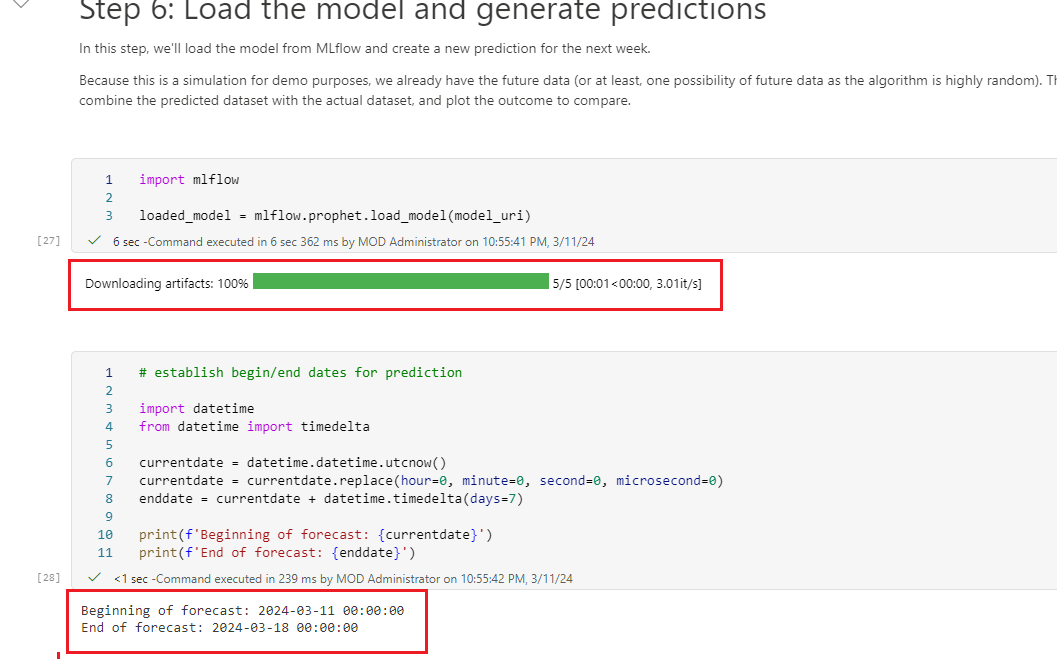 Step 6: Load the model and generate predictions
In this step, we'll load the model from MLflow and create a new prediction for the next week.
Because this is a simulation for demo purposes, we already have the future data (or at least, one possibility of future data as the algorithm is highly random). Th
combine the predicted dataset with the actual dataset, and plot the outcome to compare.
1 import mlflow
2
3 loaded_model = mlflow.prophet.load_model(model_uri)
[27] 6 sec -Command executed in 6 sec 362 ms by MOD Administrator on 10:55:41 PM, 3/11/24
Downloading artifacts: 100% 5/5 [00:01<00:00, 3.01it/s]
1 # establish begin/end dates for prediction
2
3 import datetime
4 from datetime import timedelta
5
6 currentdate = datetime.datetime.utcnow()
7 currentdate = currentdate.replace(hour=0, minute=0, second=0, microsecond=0)
8 enddate = currentdate + datetime.timedelta(days=7)
9
10 print(f'Beginning of forecast: {currentdate}')
11 print(f'End of forecast: {enddate}')
[28] <1 sec -Command executed in 239 ms by MOD Administrator on 10:55:42 PM, 3/11/24
Beginning of forecast: 2024-03-11 00:00:00
End of forecast: 2024-03-18 00:00:00